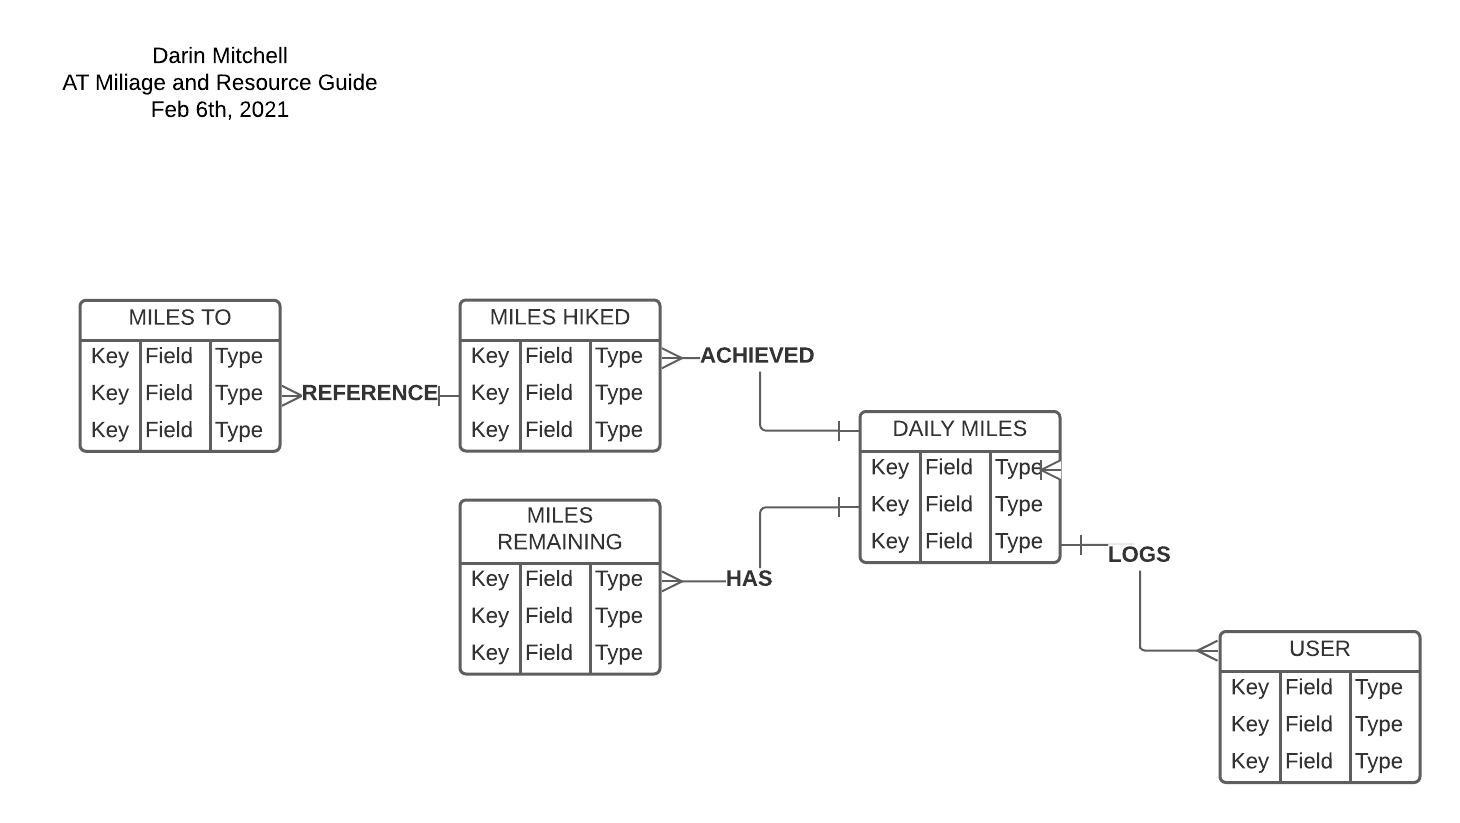 Darin Mitchell
AT Miliage and Resource Guide
Feb 6th, 2021
MILES TO
Key Field Type
Key Field Type
Key Field Type
REFERENCE
MILES HIKED
Key Field Type
Key Field Type
Key Field Type
ACHIEVED
MILES
REMAINING
Key Field Type
Key Field Type
Key Field Type
HAS
DAILY MILES
Key Field Type
Key Field Type
Key Field Type
LOGS
USER
Key Field Type
Key Field Type
Key Field Type